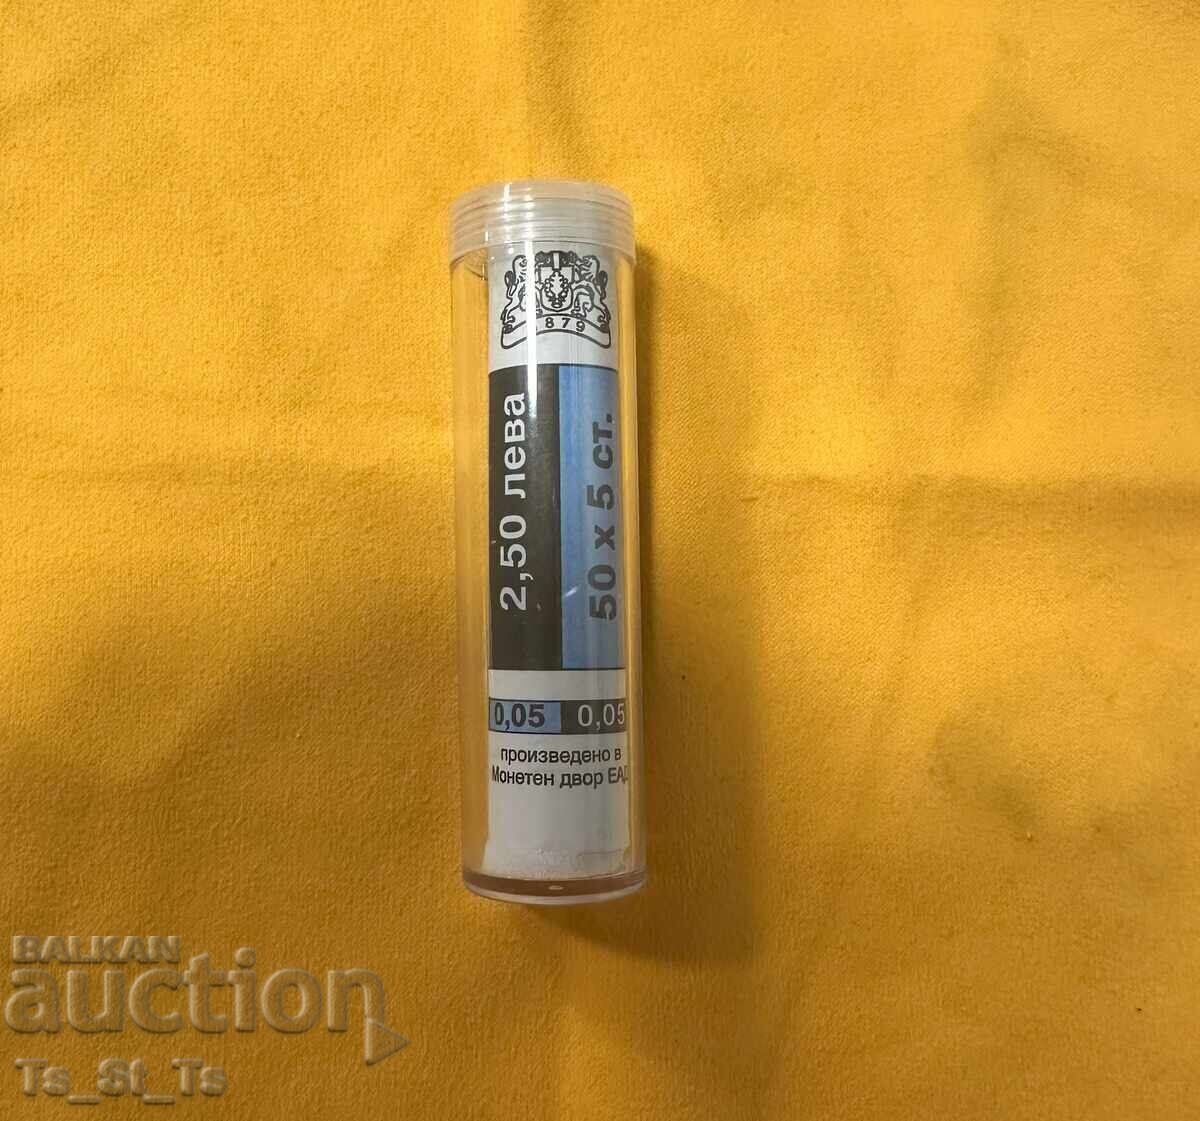 1879
2,50 лева
50 x 5 ст.
0,05 0,05
произведено в
Монетен двор ЕАД
BALKAN
auction
Ts_St_Ts